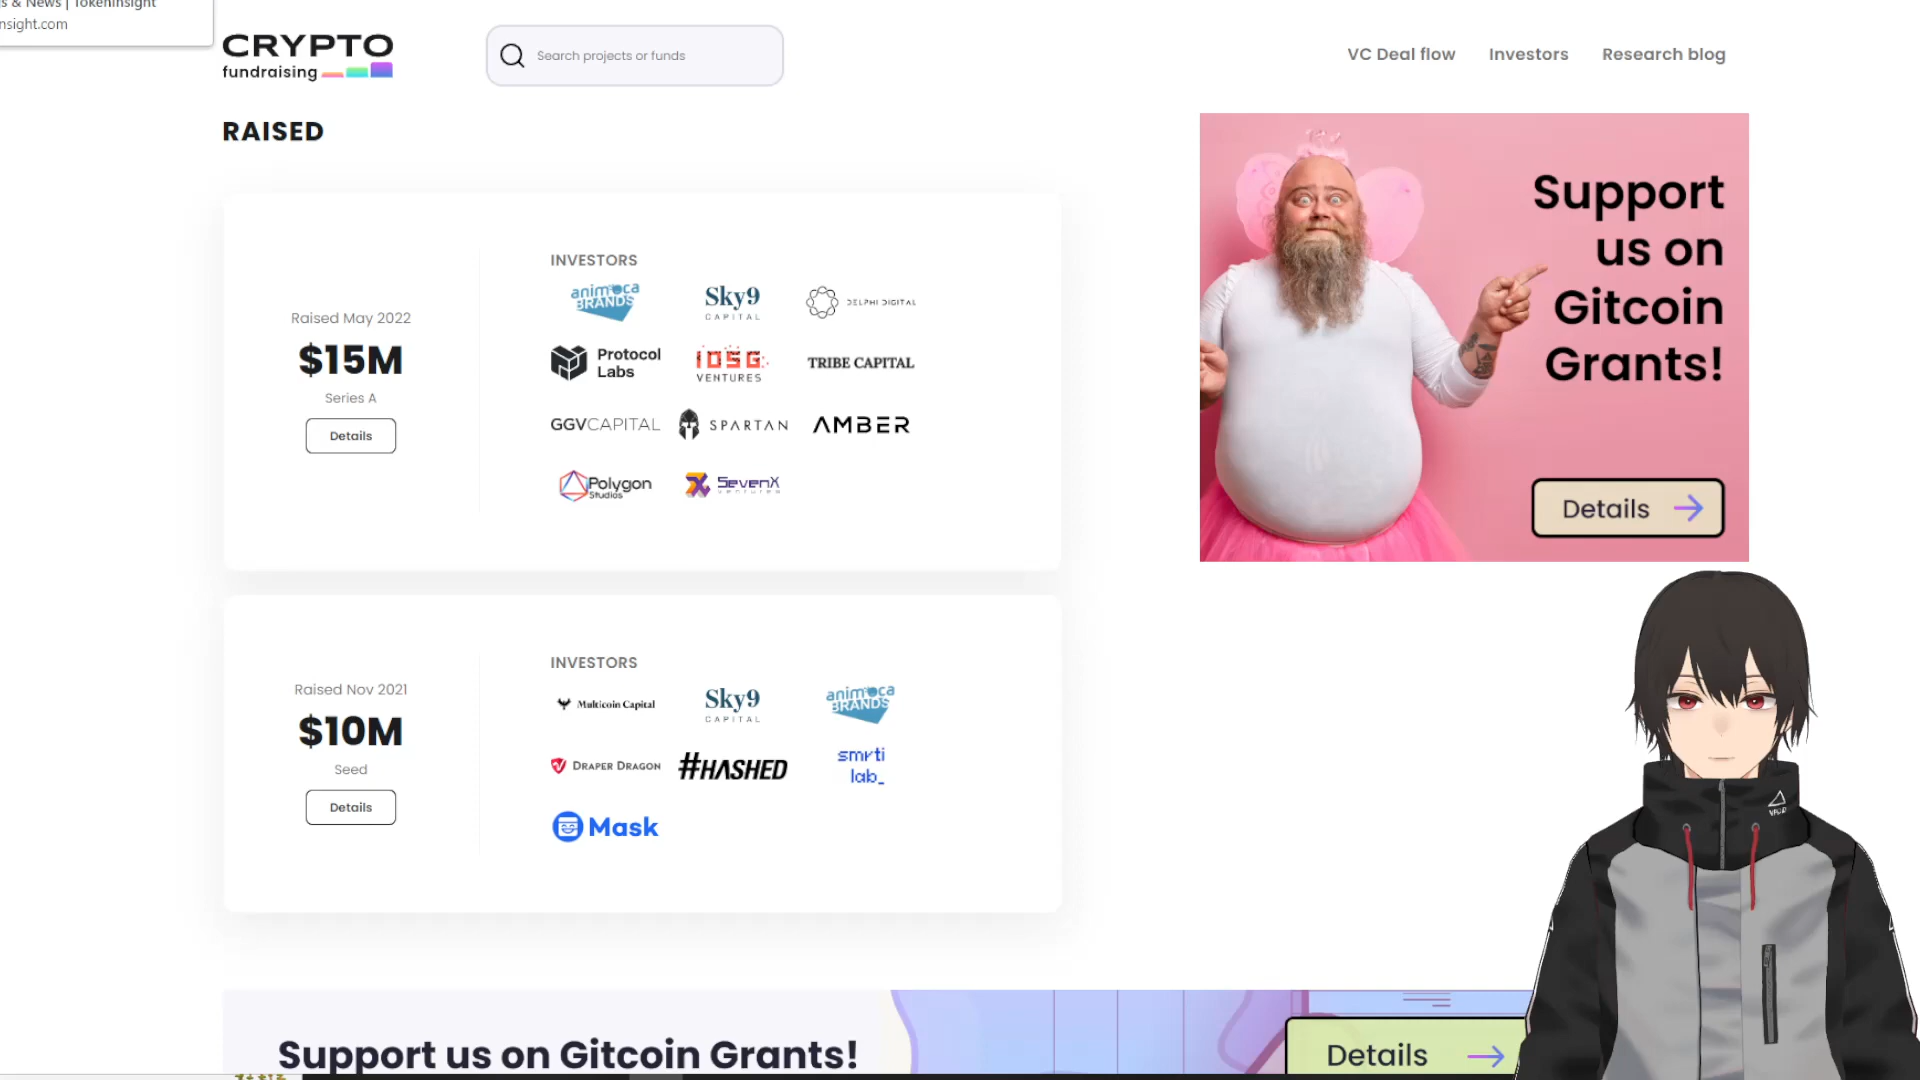 s & News | TokenInsight
nsight.com
CRYPTO
fundraising
Search projects or funds
VC Deal flow
Investors
Research blog
RAISED
Raised May 2022
$15M
Series A
Details
INVESTORS
animoca BRANDS
Sky9 CAPITAL
DELPHI DIGITAL
Protocol Labs
IOSG VENTURES
TRIBE CAPITAL
GGVCAPITAL
SPARTAN
AMBER
Polygon Studios
SevenX ventures
Support
us on
Gitcoin
Grants!
Details
Raised Nov 2021
$10M
Seed
Details
INVESTORS
Multicoin Capital
Sky9 CAPITAL
animoca BRANDS
DRAPER DRAGON
#HASHED
smrti lab_
Mask
Support us on Gitcoin Grants!
Details